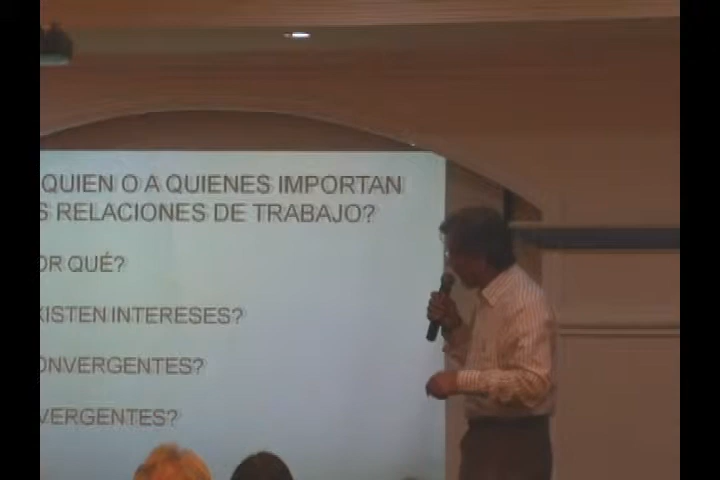 QUIEN O A QUIENES IMPORTAN
S RELACIONES DE TRABAJO?
OR QUÉ?
XISTEN INTERESES?
ONVERGENTES?
VERGENTES?